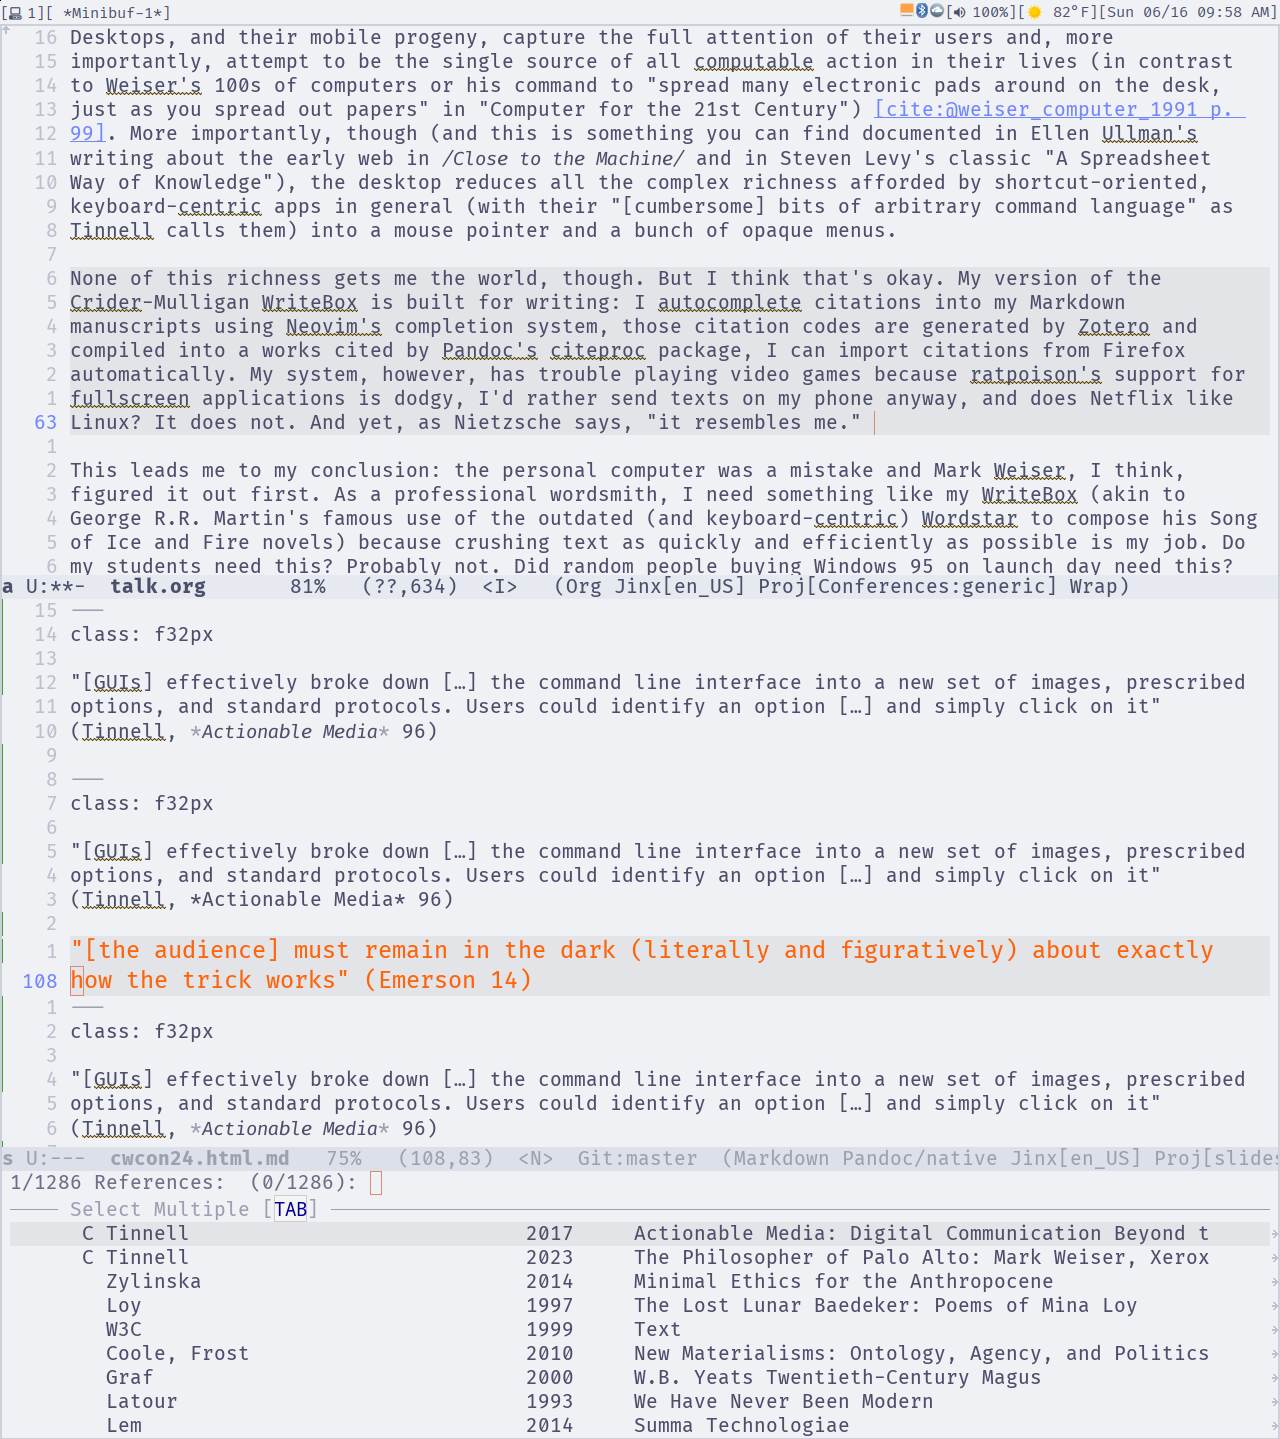 [ 1][ *Minibuf-1*] [ 100%][ 82°F][Sun 06/16 09:58 AM]
16 Desktops, and their mobile progeny, capture the full attention of their users and, more
15 importantly, attempt to be the single source of all computable action in their lives (in contrast
14 to Weiser's 100s of computers or his command to "spread many electronic pads around on the desk,
13 just as you spread out papers" in "Computer for the 21st Century") [cite:@weiser_computer_1991 p.
12 99]. More importantly, though (and this is something you can find documented in Ellen Ullman's
11 writing about the early web in /Close to the Machine/ and in Steven Levy's classic "A Spreadsheet
10 Way of Knowledge"), the desktop reduces all the complex richness afforded by shortcut-oriented,
9 keyboard-centric apps in general (with their "[cumbersome] bits of arbitrary command language" as
8 Tinnell calls them) into a mouse pointer and a bunch of opaque menus.
7
6 None of this richness gets me the world, though. But I think that's okay. My version of the
5 Crider-Mulligan WriteBox is built for writing: I autocomplete citations into my Markdown
4 manuscripts using Neovim's completion system, those citation codes are generated by Zotero and
3 compiled into a works cited by Pandoc's citeproc package, I can import citations from Firefox
2 automatically. My system, however, has trouble playing video games because ratpoison's support for
1 fullscreen applications is dodgy, I'd rather send texts on my phone anyway, and does Netflix like
63 Linux? It does not. And yet, as Nietzsche says, "it resembles me."
1
2 This leads me to my conclusion: the personal computer was a mistake and Mark Weiser, I think,
3 figured it out first. As a professional wordsmith, I need something like my WriteBox (akin to
4 George R.R. Martin's famous use of the outdated (and keyboard-centric) Wordstar to compose his Song
5 of Ice and Fire novels) because crushing text as quickly and efficiently as possible is my job. Do
6 my students need this? Probably not. Did random people buying Windows 95 on launch day need this?
a U:**- talk.org 81% (??,634) <I> (Org Jinx[en_US] Proj[Conferences:generic] Wrap)
15 ---
14 class: f32px
13
12 "[GUIs] effectively broke down […] the command line interface into a new set of images, prescribed
11 options, and standard protocols. Users could identify an option […] and simply click on it"
10 (Tinnell, *Actionable Media* 96)
9
8 ---
7 class: f32px
6
5 "[GUIs] effectively broke down […] the command line interface into a new set of images, prescribed
4 options, and standard protocols. Users could identify an option […] and simply click on it"
3 (Tinnell, *Actionable Media* 96)
2
1 "[the audience] must remain in the dark (literally and figuratively) about exactly
108 how the trick works" (Emerson 14)
1 ---
2 class: f32px
3
4 "[GUIs] effectively broke down […] the command line interface into a new set of images, prescribed
5 options, and standard protocols. Users could identify an option […] and simply click on it"
6 (Tinnell, *Actionable Media* 96)
s U:--- cwcon24.html.md 75% (108,83) <N> Git:master (Markdown Pandoc/native Jinx[en_US] Proj[slides
1/1286 References: (0/1286):
Select Multiple [TAB]
C Tinnell 2017 Actionable Media: Digital Communication Beyond t
C Tinnell 2023 The Philosopher of Palo Alto: Mark Weiser, Xerox
Zylinska 2014 Minimal Ethics for the Anthropocene
Loy 1997 The Lost Lunar Baedeker: Poems of Mina Loy
W3C 1999 Text
Coole, Frost 2010 New Materialisms: Ontology, Agency, and Politics
Graf 2000 W.B. Yeats Twentieth-Century Magus
Latour 1993 We Have Never Been Modern
Lem 2014 Summa Technologiae